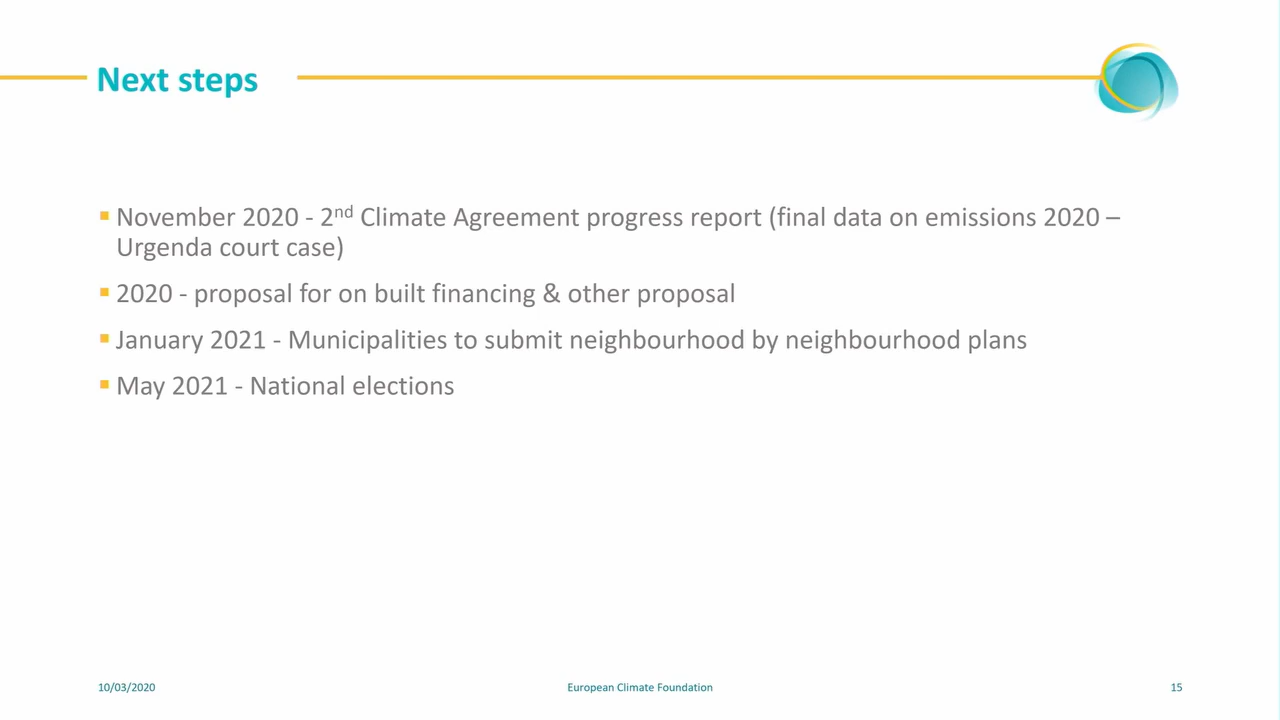 Next steps
November 2020 - 2nd Climate Agreement progress report (final data on emissions 2020 –
Urgenda court case)
2020 - proposal for on built financing & other proposal
January 2021 - Municipalities to submit neighbourhood by neighbourhood plans
May 2021 - National elections
10/03/2020
European Climate Foundation
15